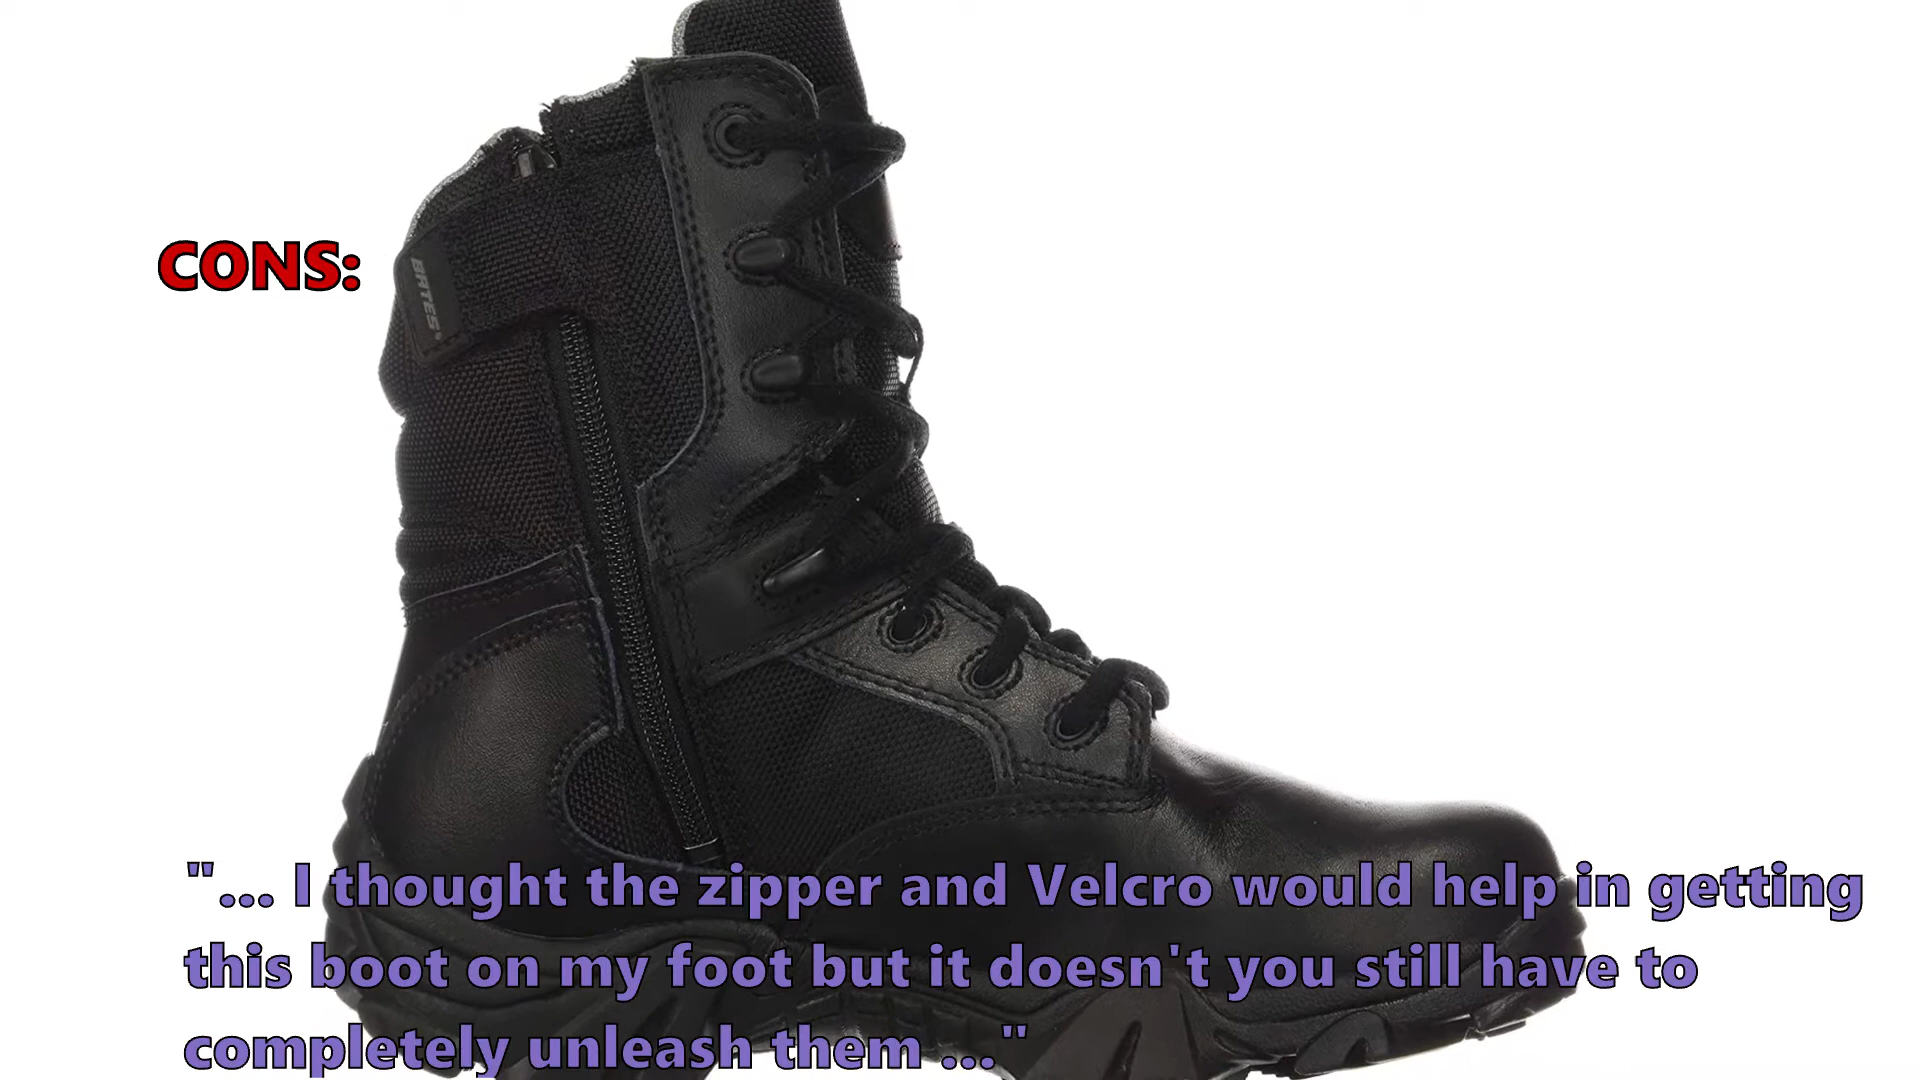 CONS:
BATES
"... I thought the zipper and Velcro would help in getting
this boot on my foot but it doesn't you still have to
completely unleash them ..."